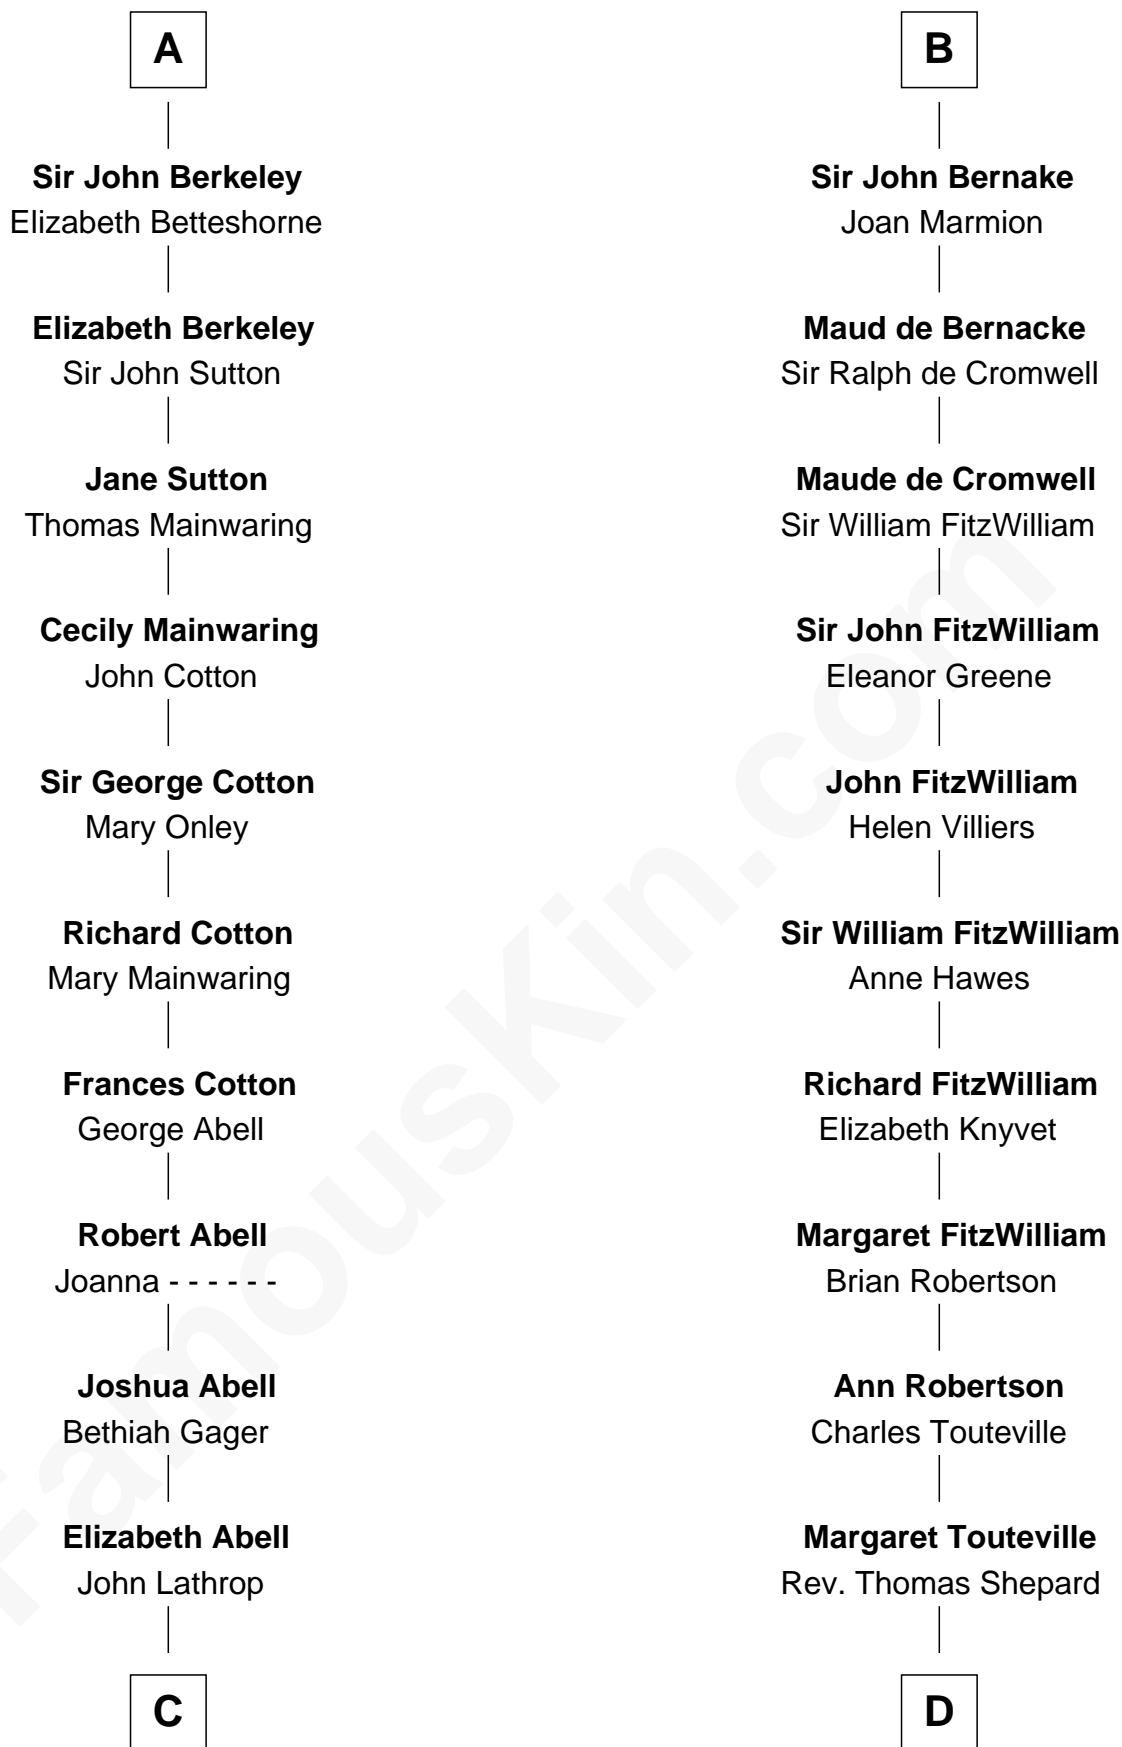 A
Sir John Berkeley
Elizabeth Betteshorne
Elizabeth Berkeley
Sir John Sutton
Jane Sutton
Thomas Mainwaring
Cecily Mainwaring
John Cotton
Sir George Cotton
Mary Onley
Richard Cotton
Mary Mainwaring
Frances Cotton
George Abell
Robert Abell
Joanna - - - - - -
Joshua Abell
Bethiah Gager
Elizabeth Abell
John Lathrop
C
B
Sir John Bernake
Joan Marmion
Maud de Bernacke
Sir Ralph de Cromwell
Maude de Cromwell
Sir William FitzWilliam
Sir John FitzWilliam
Eleanor Greene
John FitzWilliam
Helen Villiers
Sir William FitzWilliam
Anne Hawes
Richard FitzWilliam
Elizabeth Knyvet
Margaret FitzWilliam
Brian Robertson
Ann Robertson
Charles Touteville
Margaret Touteville
Rev. Thomas Shepard
D
FamousKin.com